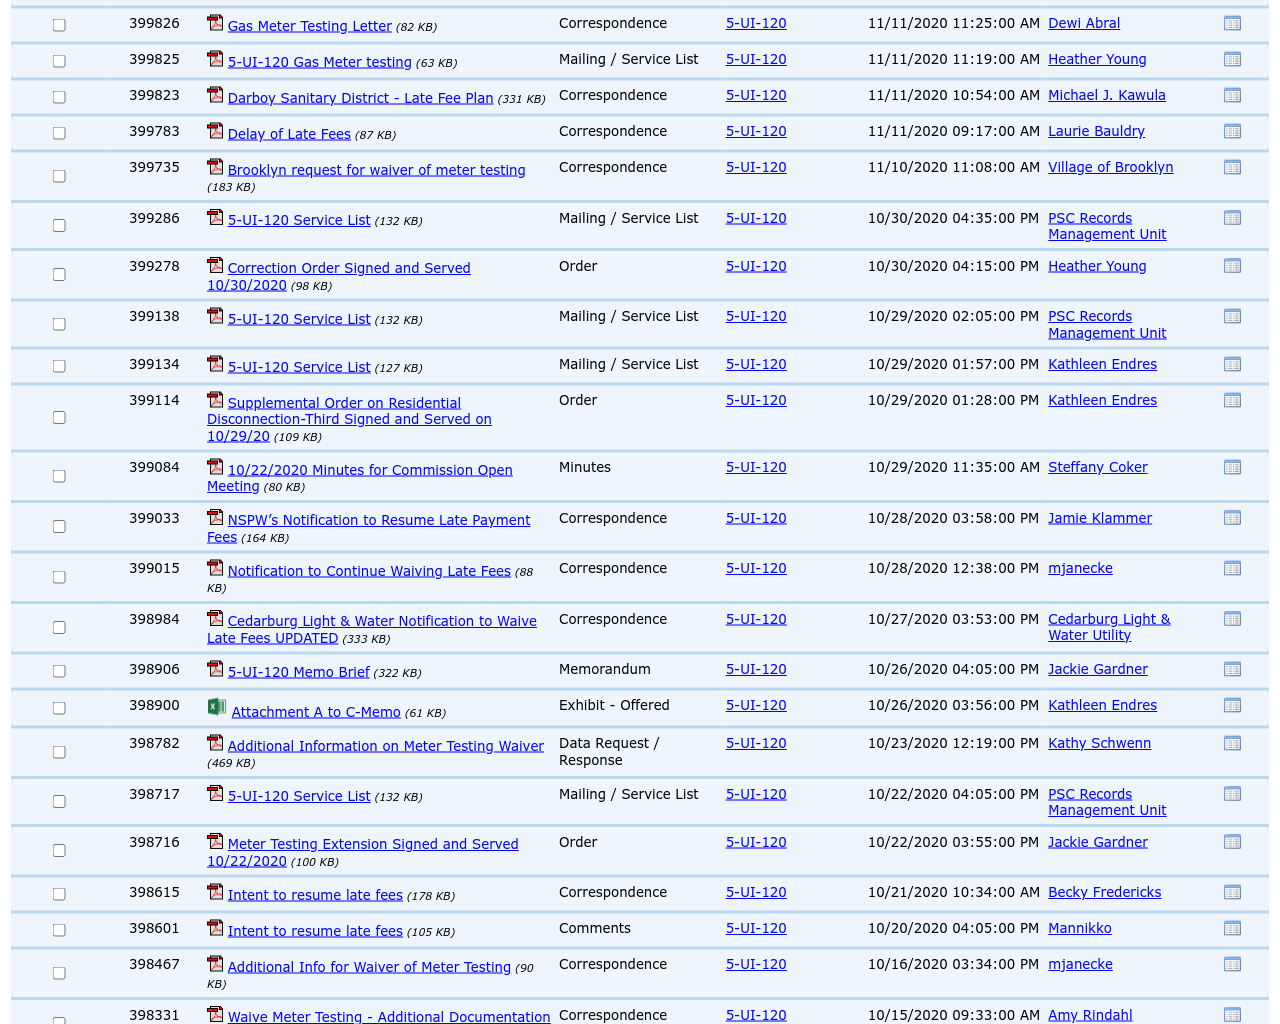 399826 Gas Meter Testing Letter (82 KB) Correspondence 5-UI-120 11/11/2020 11:25:00 AM Dewi Abral
399825 5-UI-120 Gas Meter testing (63 KB) Mailing / Service List 5-UI-120 11/11/2020 11:19:00 AM Heather Young
399823 Darboy Sanitary District - Late Fee Plan (331 KB) Correspondence 5-UI-120 11/11/2020 10:54:00 AM Michael J. Kawula
399783 Delay of Late Fees (87 KB) Correspondence 5-UI-120 11/11/2020 09:17:00 AM Laurie Bauldry
399735 Brooklyn request for waiver of meter testing Correspondence 5-UI-120 11/10/2020 11:08:00 AM Village of Brooklyn
(183 KB)
399286 5-UI-120 Service List (132 KB) Mailing / Service List 5-UI-120 10/30/2020 04:35:00 PM PSC Records
Management Unit
399278 Correction Order Signed and Served Order 5-UI-120 10/30/2020 04:15:00 PM Heather Young
10/30/2020 (98 KB)
399138 5-UI-120 Service List (132 KB) Mailing / Service List 5-UI-120 10/29/2020 02:05:00 PM PSC Records
Management Unit
399134 5-UI-120 Service List (127 KB) Mailing / Service List 5-UI-120 10/29/2020 01:57:00 PM Kathleen Endres
399114 Supplemental Order on Residential Order 5-UI-120 10/29/2020 01:28:00 PM Kathleen Endres
Disconnection-Third Signed and Served on
10/29/20 (109 KB)
399084 10/22/2020 Minutes for Commission Open Minutes 5-UI-120 10/29/2020 11:35:00 AM Steffany Coker
Meeting (80 KB)
399033 NSPW’s Notification to Resume Late Payment Correspondence 5-UI-120 10/28/2020 03:58:00 PM Jamie Klammer
Fees (164 KB)
399015 Notification to Continue Waiving Late Fees (88 Correspondence 5-UI-120 10/28/2020 12:38:00 PM mjanecke
KB)
398984 Cedarburg Light & Water Notification to Waive Correspondence 5-UI-120 10/27/2020 03:53:00 PM Cedarburg Light &
Late Fees UPDATED (333 KB) Water Utility
398906 5-UI-120 Memo Brief (322 KB) Memorandum 5-UI-120 10/26/2020 04:05:00 PM Jackie Gardner
398900 Attachment A to C-Memo (61 KB) Exhibit - Offered 5-UI-120 10/26/2020 03:56:00 PM Kathleen Endres
398782 Additional Information on Meter Testing Waiver Data Request / 5-UI-120 10/23/2020 12:19:00 PM Kathy Schwenn
(469 KB) Response
398717 5-UI-120 Service List (132 KB) Mailing / Service List 5-UI-120 10/22/2020 04:05:00 PM PSC Records
Management Unit
398716 Meter Testing Extension Signed and Served Order 5-UI-120 10/22/2020 03:55:00 PM Jackie Gardner
10/22/2020 (100 KB)
398615 Intent to resume late fees (178 KB) Correspondence 5-UI-120 10/21/2020 10:34:00 AM Becky Fredericks
398601 Intent to resume late fees (105 KB) Comments 5-UI-120 10/20/2020 04:05:00 PM Mannikko
398467 Additional Info for Waiver of Meter Testing (90 Correspondence 5-UI-120 10/16/2020 03:34:00 PM mjanecke
KB)
398331 Waive Meter Testing - Additional Documentation Correspondence 5-UI-120 10/15/2020 09:33:00 AM Amy Rindahl